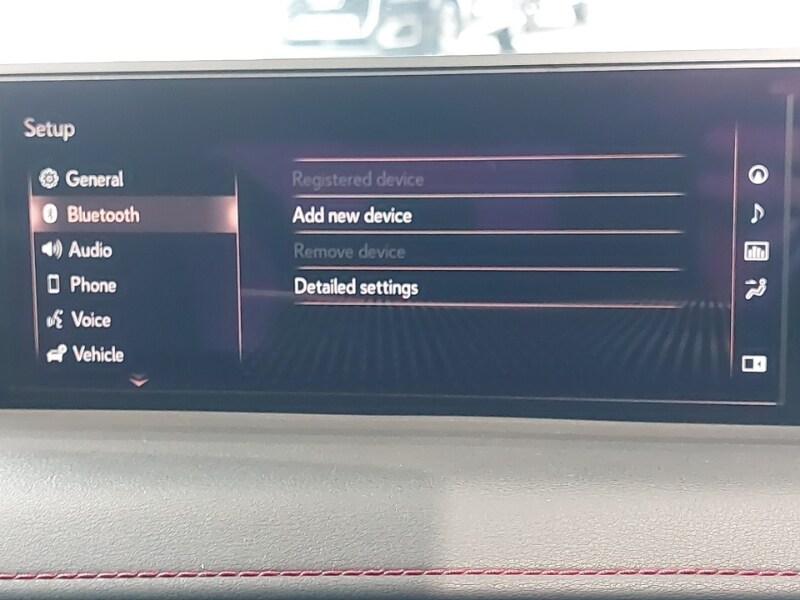 Setup
General
Bluetooth
Audio
Phone
Voice
Vehicle
Registered device
Add new device
Remove device
Detailed settings